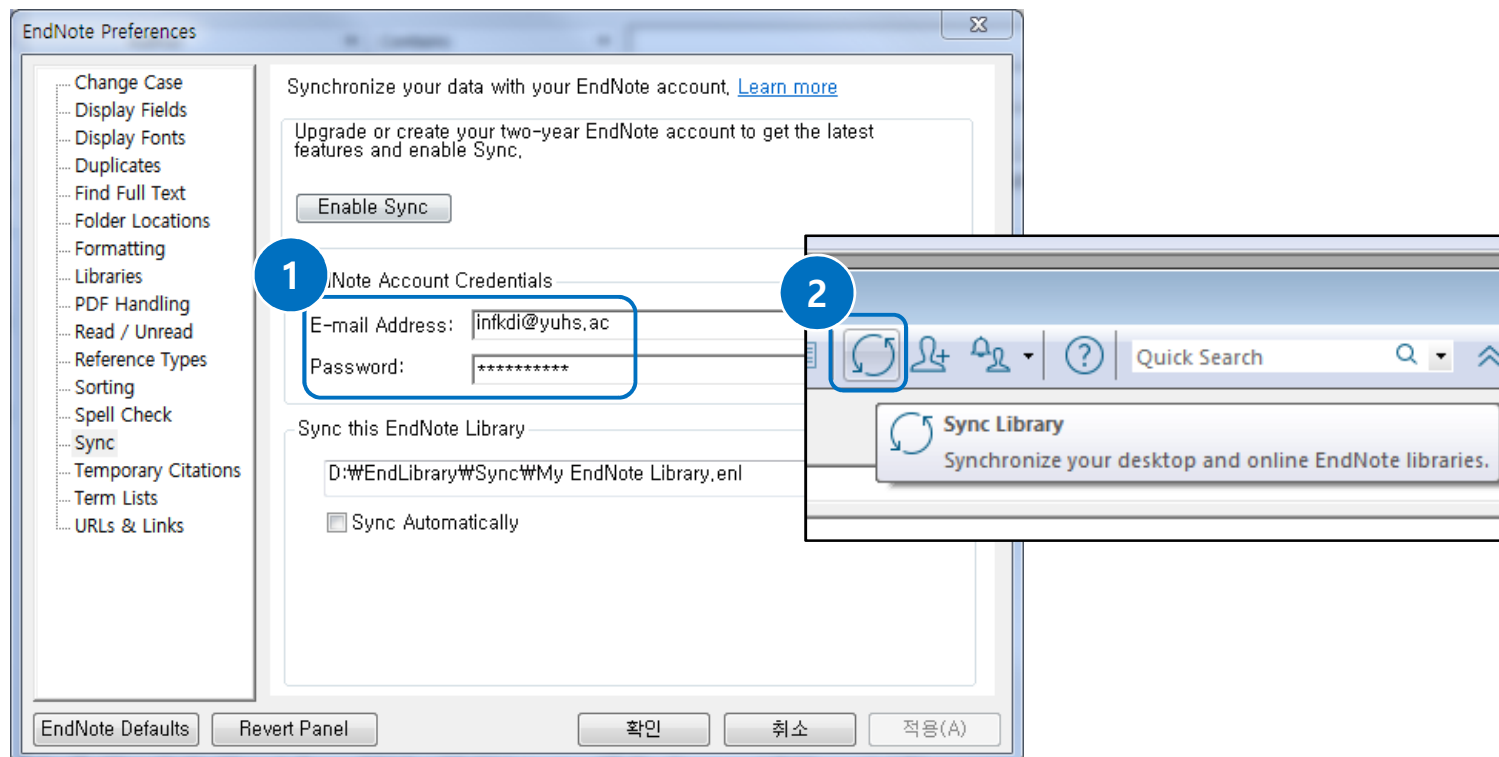 EndNote Preferences
Change Case
Display Fields
Display Fonts
Duplicates
Find Full Text
Folder Locations
Formatting
Libraries
PDF Handling
Read / Unread
Reference Types
Sorting
Spell Check
Sync
Temporary Citations
Term Lists
URLs & Links
Synchronize your data with your EndNote account, Learn more
Upgrade or create your two-year EndNote account to get the latest
features and enable Sync,
Enable Sync
1
Note Account Credentials
E-mail Address: infkdi@yuhs,ac
Password: **********
Sync this EndNote Library
D:₩EndLibrary₩Sync₩My EndNote Library,enl
Sync Automatically
EndNote Defaults
Revert Panel
확인
취소
적용(A)
2
Quick Search
Sync Library
Synchronize your desktop and online EndNote libraries.